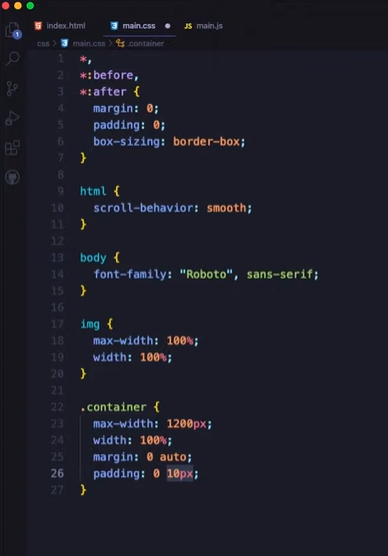 index.html main.css main.js
css > main.css > .container
1 *,
2 *:before,
3 *:after {
4 margin: 0;
5 padding: 0;
6 box-sizing: border-box;
7 }
8
9 html {
10 scroll-behavior: smooth;
11 }
12
13 body {
14 font-family: "Roboto", sans-serif;
15 }
16
17 img {
18 max-width: 100%;
19 width: 100%;
20 }
21
22 .container {
23 max-width: 1200px;
24 width: 100%;
25 margin: 0 auto;
26 padding: 0 10px;
27 }
1